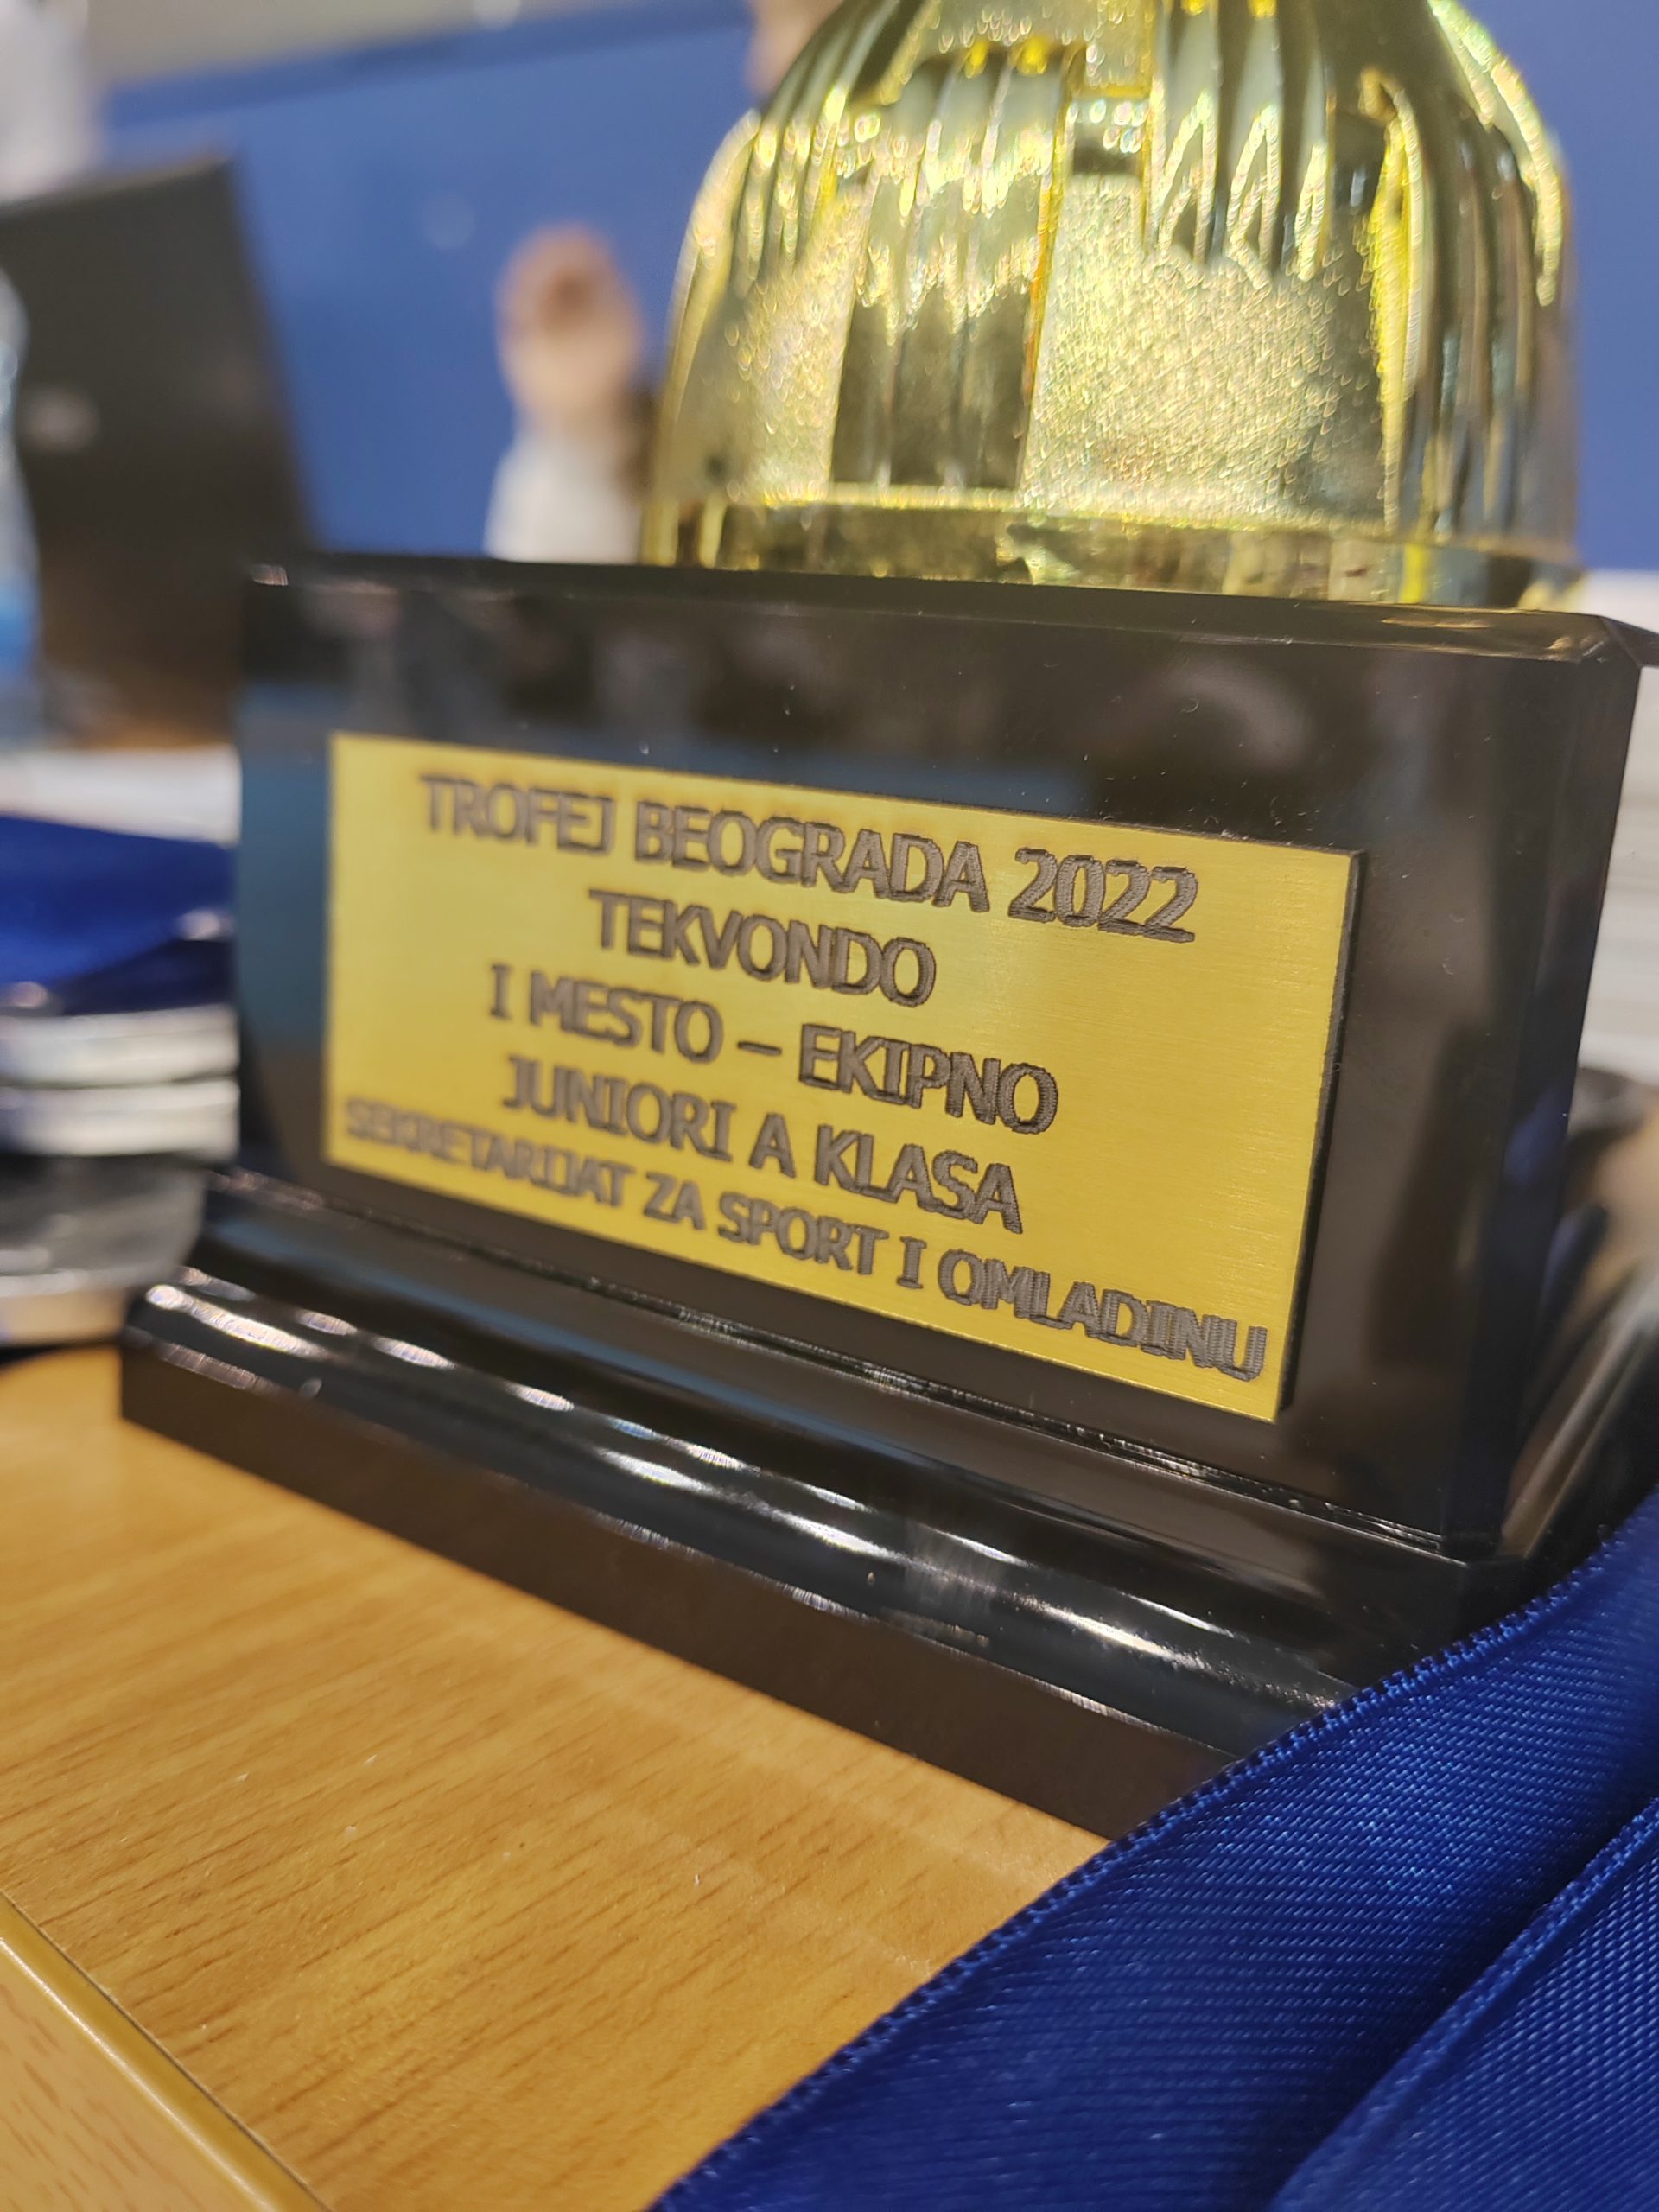 TROFEJ BEOGRADA 2022
TEKVONDO
I MESTO – EKIPNO
JUNIORI A KLASA
SEKRETARIJAT ZA SPORT I OMLADINU